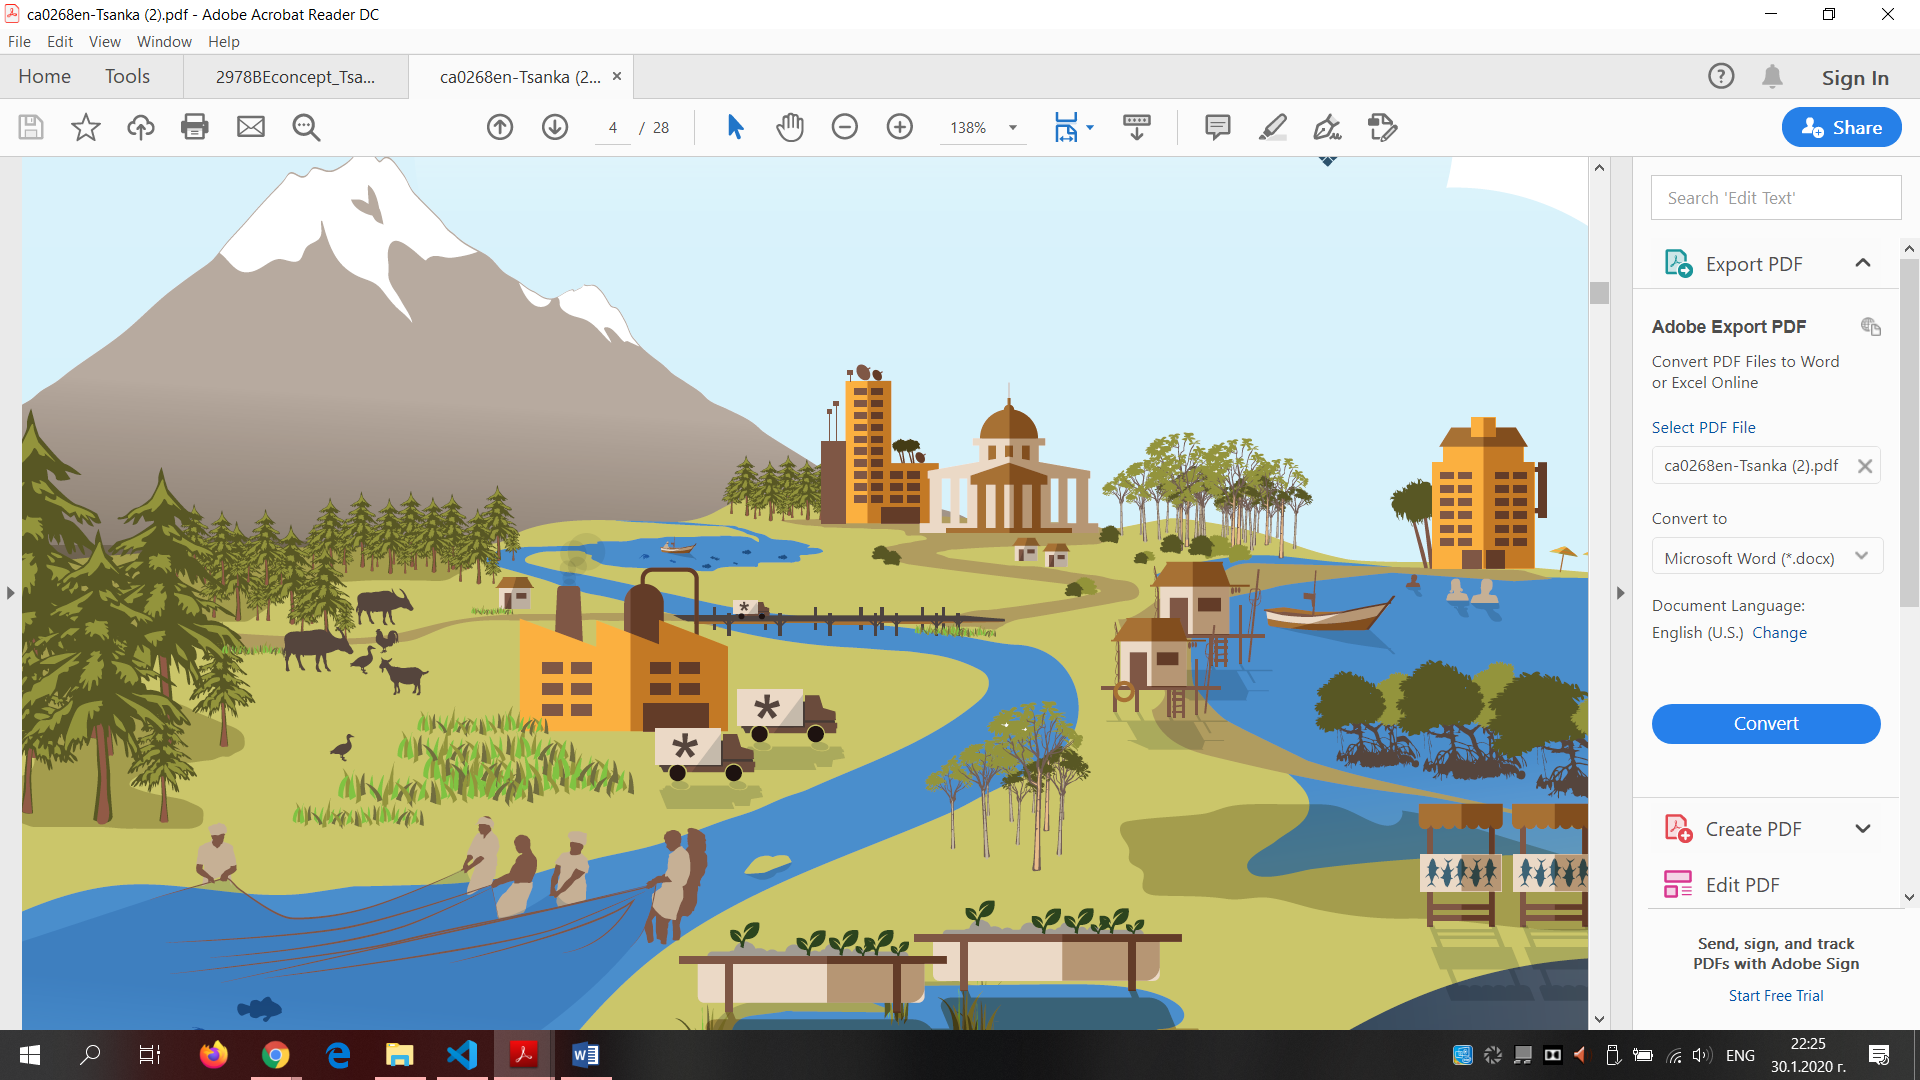 ca0268en-Tsanka (2).pdf - Adobe Acrobat Reader DC
File Edit View Window Help
Home Tools 2978BEconcept_Tsa... ca0268en-Tsanka (2... ×
Sign In
4 / 28 138%
Share
Search 'Edit Text'
Export PDF
Adobe Export PDF
Convert PDF Files to Word
or Excel Online
Select PDF File
ca0268en-Tsanka (2).pdf
Convert to
Microsoft Word (*.docx)
Document Language:
English (U.S.) Change
Convert
Create PDF
Edit PDF
Send, sign, and track
PDFs with Adobe Sign
Start Free Trial
ENG
22:25
30.1.2020 г.